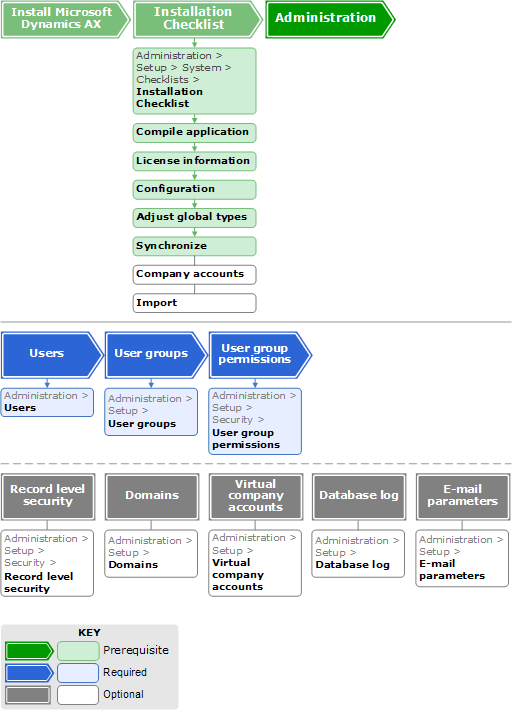 Install Microsoft
Dynamics AX
Installation
Checklist
Administration
Administration >
Setup > System >
Checklists >
Installation
Checklist
Compile application
License information
Configuration
Adjust global types
Synchronize
Company accounts
Import
Users
User groups
User group
permissions
Administration >
Users
Administration >
Setup >
User groups
Administration >
Setup >
Security >
User group
permissions
Record level
security
Domains
Virtual
company
accounts
Database log
E-mail
parameters
Administration >
Setup >
Security >
Record level
security
Administration >
Setup >
Domains
Administration >
Setup >
Virtual
company
accounts
Administration >
Setup >
Database log
Administration >
Setup >
E-mail
parameters
KEY
Prerequisite
Required
Optional